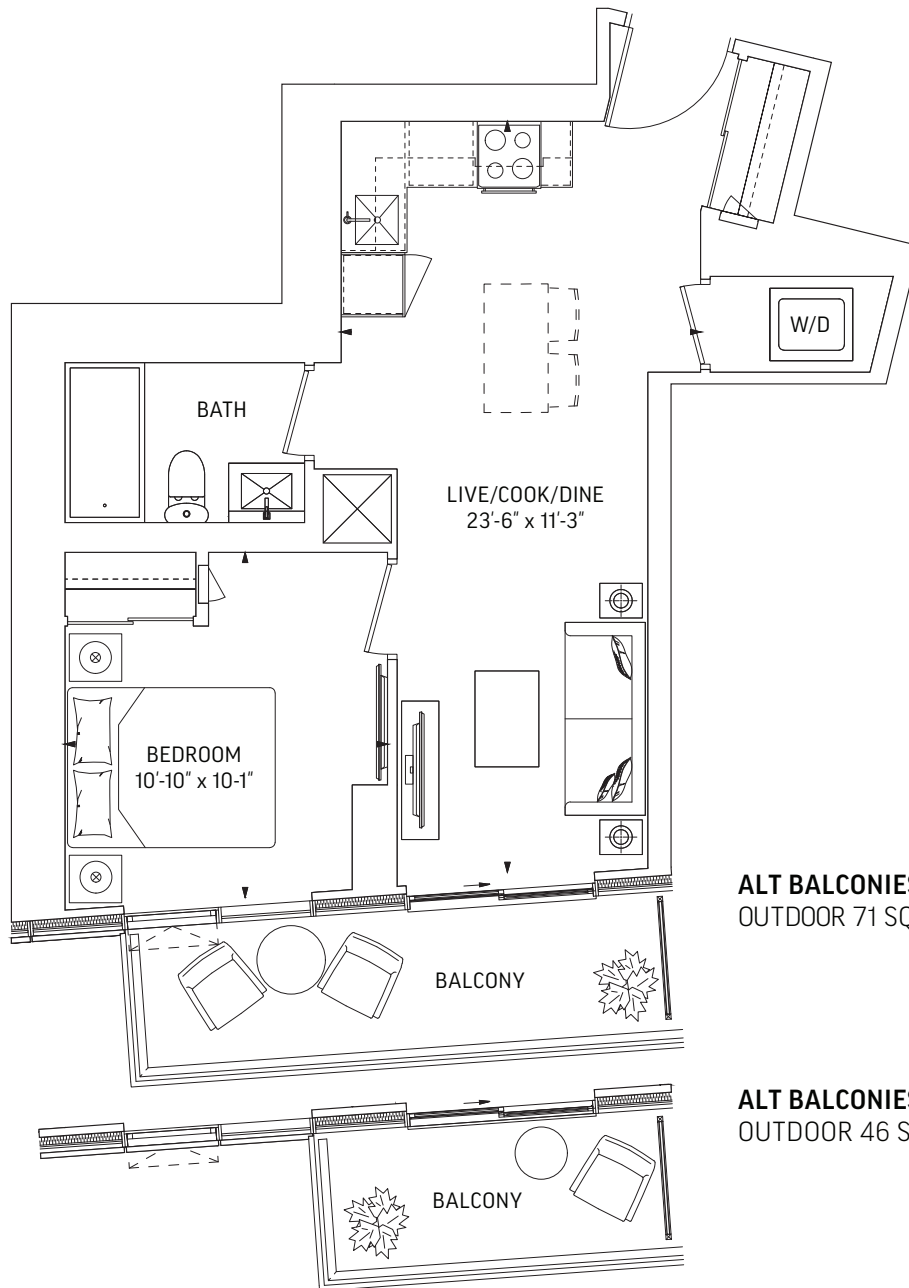 W/D
BATH
LIVE/COOK/DINE
23'-6" x 11'-3"
BEDROOM
10'-10" x 10-1"
ALT BALCONIES
OUTDOOR 71
BALCONY
ALT BALCONIES
OUTDOOR 46
BALCONY